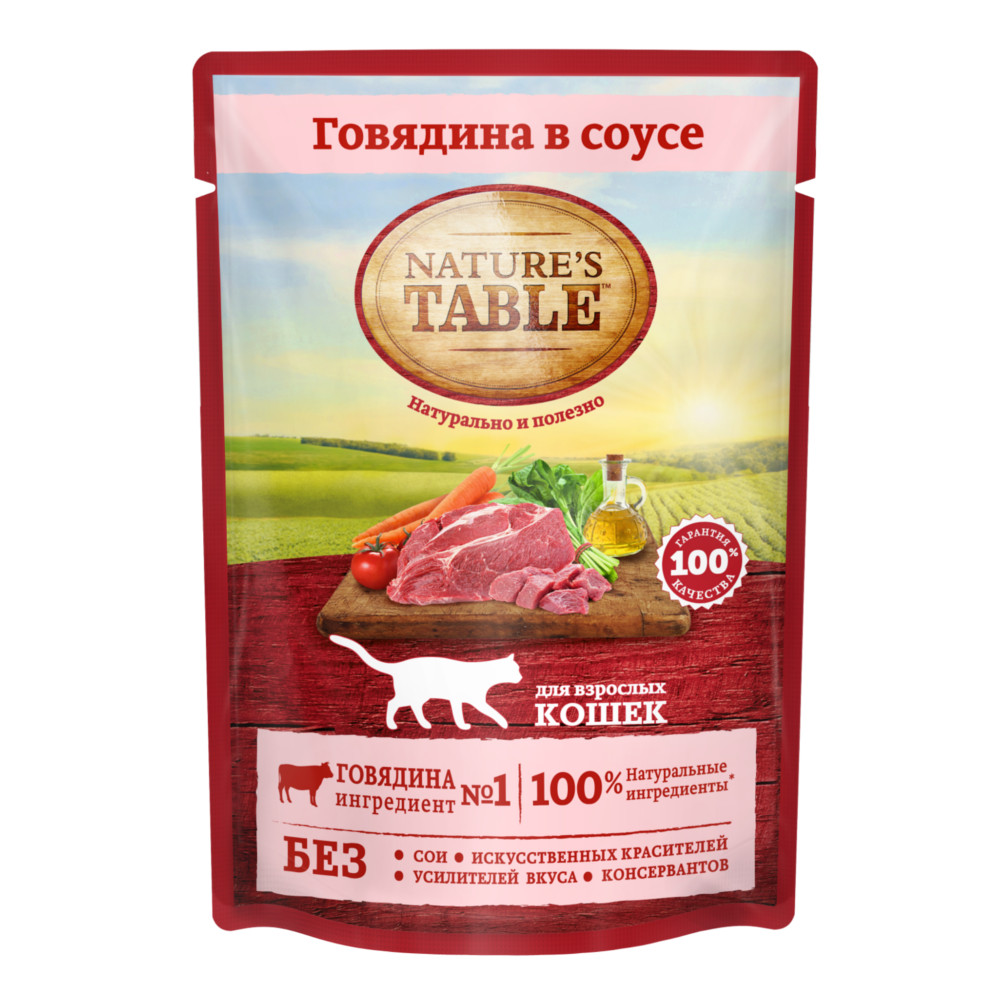 Говядина в соусе
NATURE'S
TABLE™
Натурально и полезно
ГАРАНТИЯ
100%
КАЧЕСТВА
для взрослых
КОШЕК
ГОВЯДИНА
ингредиент №1
100% Натуральные
ингредиенты*
БЕЗ
• СОИ • ИСКУССТВЕННЫХ КРАСИТЕЛЕЙ
• УСИЛИТЕЛЕЙ ВКУСА • КОНСЕРВАНТОВ